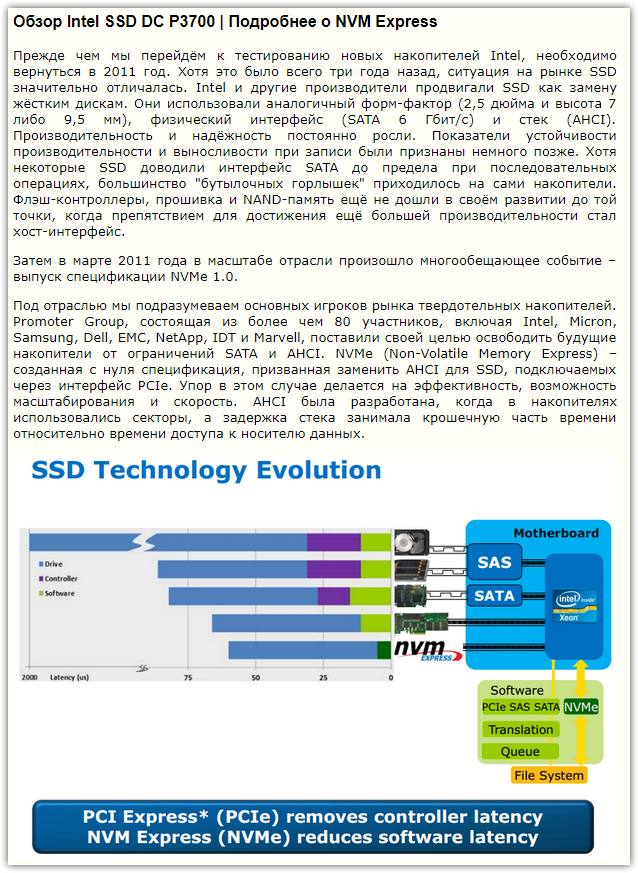 Обзор Intel SSD DC P3700 | Подробнее о NVM Express
Прежде чем мы перейдём к тестированию новых накопителей Intel, необходимо
вернуться в 2011 год. Хотя это было всего три года назад, ситуация на рынке SSD
значительно отличалась. Intel и другие производители продвигали SSD как замену
жёстким дискам. Они использовали аналогичный форм-фактор (2,5 дюйма и высота 7
либо 9,5 мм), физический интерфейс (SATA 6 Гбит/с) и стек (AHCI).
Производительность и надёжность постоянно росли. Показатели устойчивости
производительности и выносливости при записи были признаны немного позже. Хотя
некоторые SSD доводили интерфейс SATA до предела при последовательных
операциях, большинство "бутылочных горлышек" приходилось на сами накопители.
Флэш-контроллеры, прошивка и NAND-память ещё не дошли в своём развитии до той
точки, когда препятствием для достижения ещё большей производительности стал
хост-интерфейс.
Затем в марте 2011 года в масштабе отрасли произошло многообещающее событие –
выпуск спецификации NVMe 1.0.
Под отраслью мы подразумеваем основных игроков рынка твердотельных накопителей.
Promoter Group, состоящая из более чем 80 участников, включая Intel, Micron,
Samsung, Dell, EMC, NetApp, IDT и Marvell, поставили своей целью освободить будущие
накопители от ограничений SATA и AHCI. NVMe (Non-Volatile Memory Express) –
созданная с нуля спецификация, призванная заменить AHCI для SSD, подключаемых
через интерфейс PCIe. Упор в этом случае делается на эффективность, возможность
масштабирования и скорость. AHCI была разработана, когда в накопителях
использовались секторы, а задержка стека занимала крошечную часть времени
относительно времени доступа к носителю данных.
SSD Technology Evolution
Motherboard
Drive
Controller
Software
SAS
SATA
intel inside
Xeon
nvm
EXPRESS
2000 Latency (us) 75 50 25 0
Software
PCIe SAS SATA NVMe
Translation
Queue
File System
PCI Express* (PCIe) removes controller latency
NVM Express (NVMe) reduces software latency